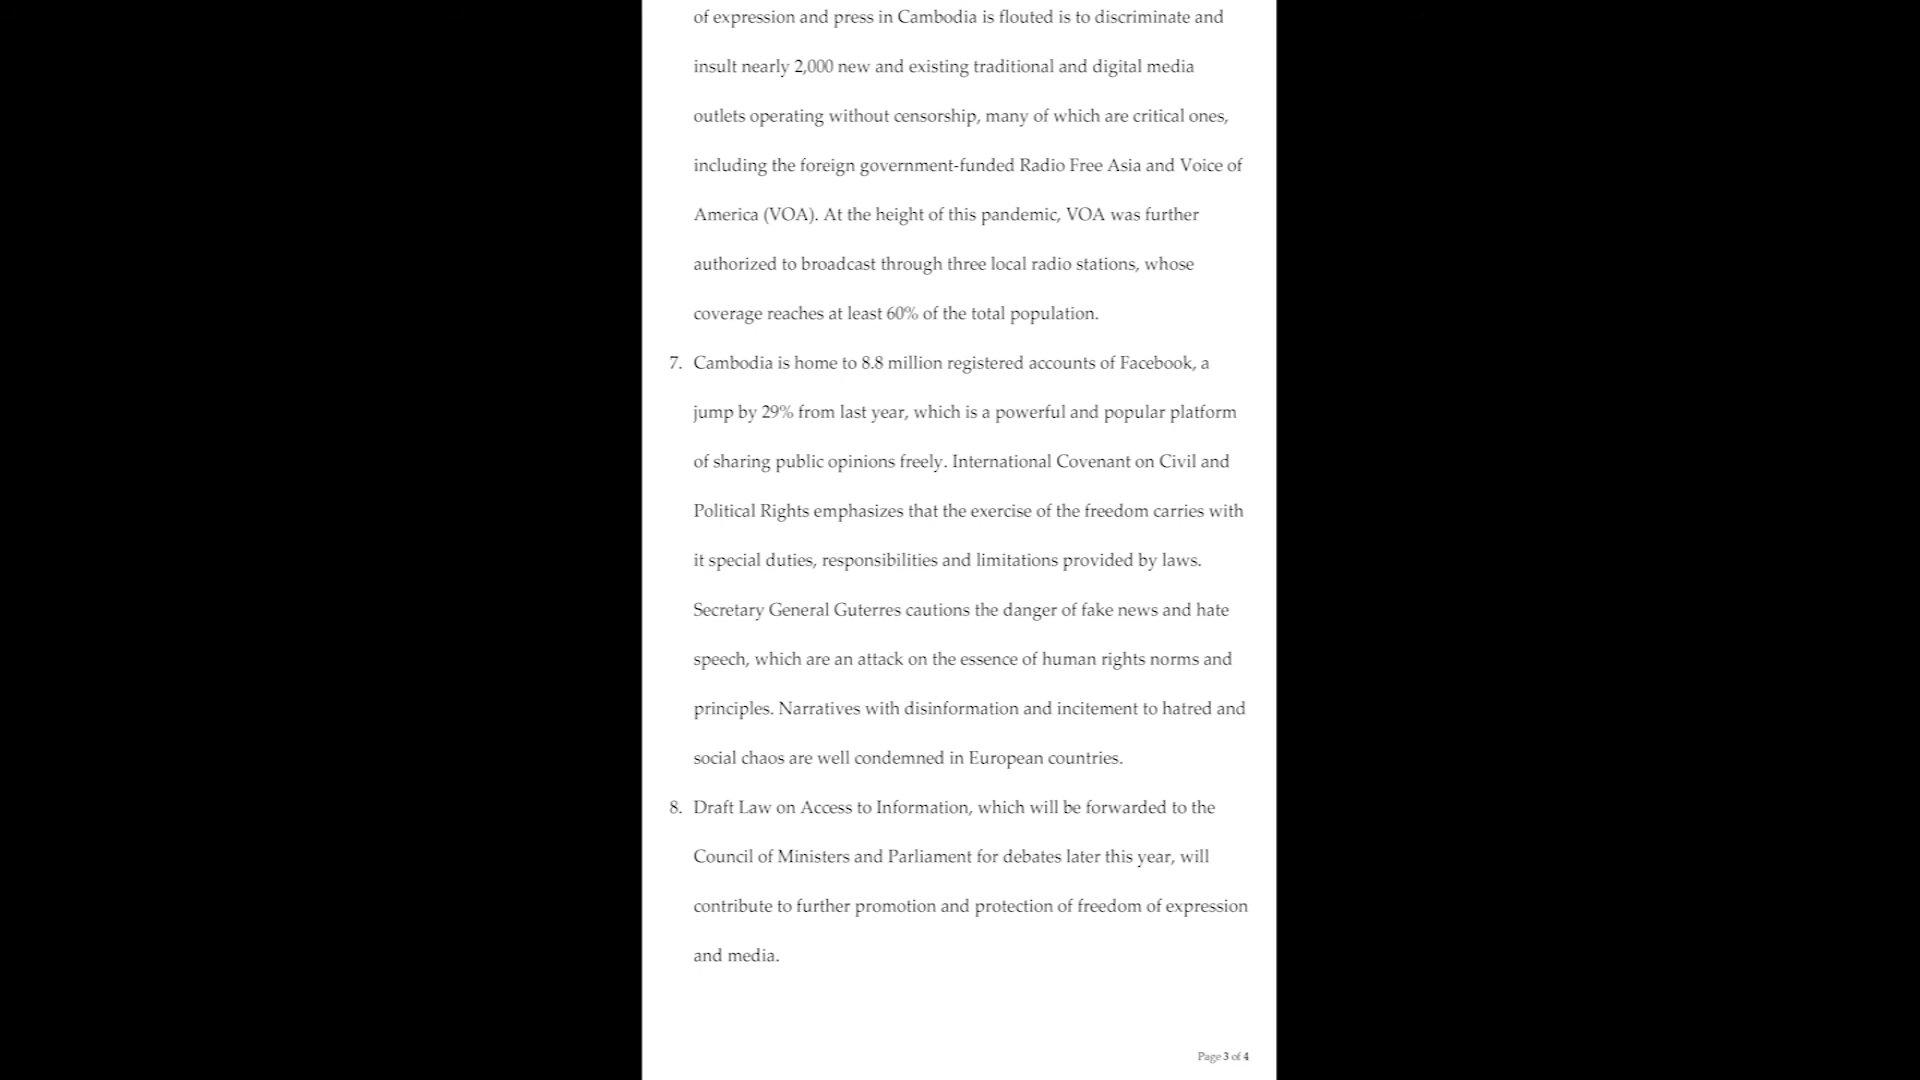 of expression and press in Cambodia is flouted is to discriminate and
insult nearly 2,000 new and existing traditional and digital media
outlets operating without censorship, many of which are critical ones,
including the foreign government-funded Radio Free Asia and Voice of
America (VOA). At the height of this pandemic, VOA was further
authorized to broadcast through three local radio stations, whose
coverage reaches at least 60% of the total population.
7. Cambodia is home to 8.8 million registered accounts of Facebook, a
jump by 29% from last year, which is a powerful and popular platform
of sharing public opinions freely. International Covenant on Civil and
Political Rights emphasizes that the exercise of the freedom carries with
it special duties, responsibilities and limitations provided by laws.
Secretary General Guterres cautions the danger of fake news and hate
speech, which are an attack on the essence of human rights norms and
principles. Narratives with disinformation and incitement to hatred and
social chaos are well condemned in European countries.
8. Draft Law on Access to Information, which will be forwarded to the
Council of Ministers and Parliament for debates later this year, will
contribute to further promotion and protection of freedom of expression
and media.
Page 3 of 4